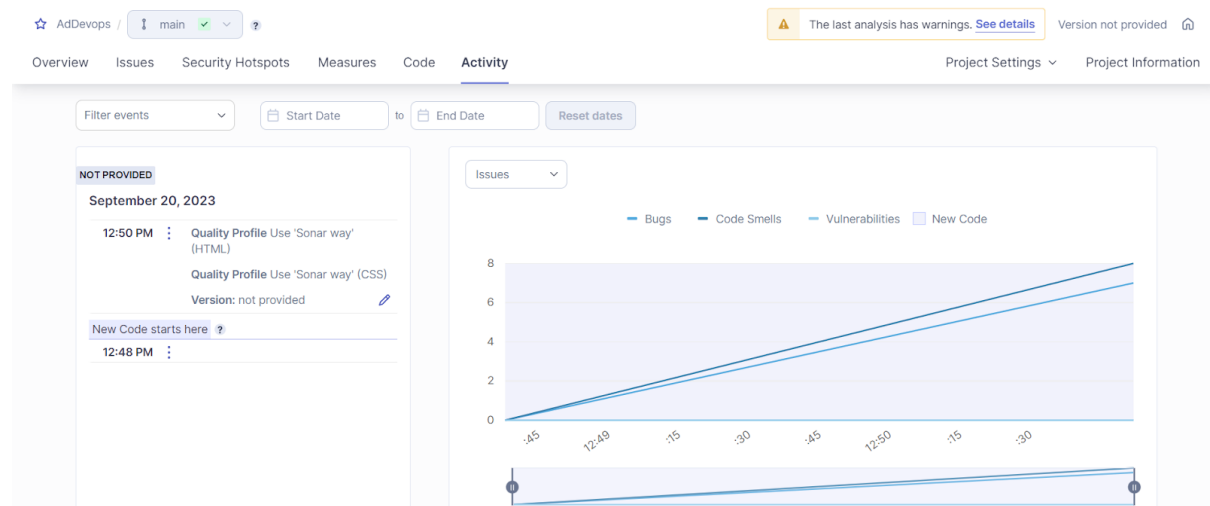 AdDevops / main ?
The last analysis has warnings. See details
Version not provided
Overview Issues Security Hotspots Measures Code Activity
Project Settings Project Information
Filter events
Start Date to End Date
Reset dates
NOT PROVIDED
September 20, 2023
12:50 PM
Quality Profile Use 'Sonar way'
(HTML)
Quality Profile Use 'Sonar way' (CSS)
Version: not provided
New Code starts here ?
12:48 PM
Issues
Bugs Code Smells Vulnerabilities New Code
8
6
4
2
0
:45 12:49 :15 :30 :45 12:50 :15 :30